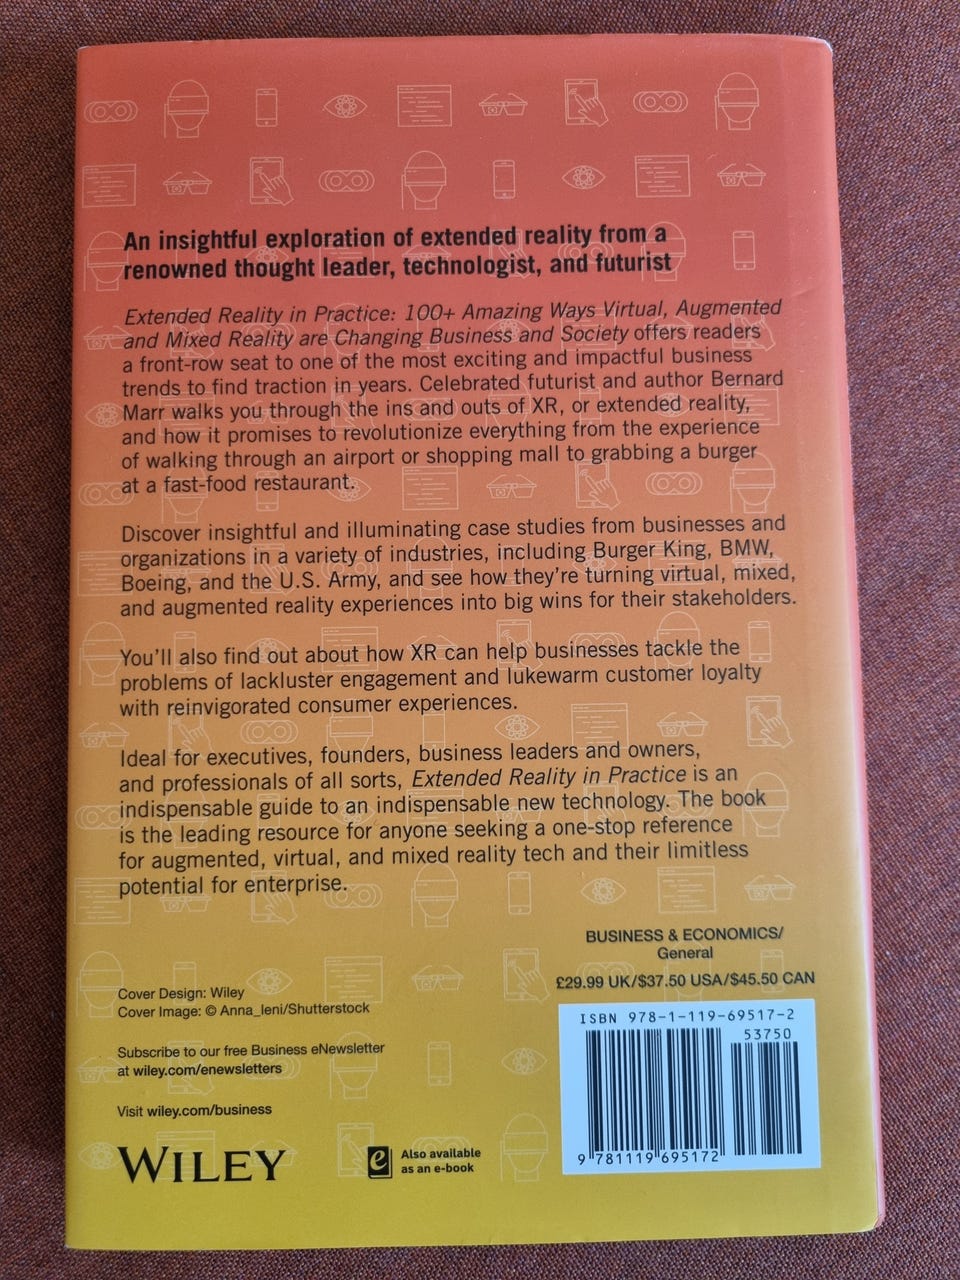 An insightful exploration of extended reality from a
renowned thought leader, technologist, and futurist
Extended Reality in Practice: 100+ Amazing Ways Virtual, Augmented
and Mixed Reality are Changing Business and Society offers readers
a front-row seat to one of the most exciting and impactful business
trends to find traction in years. Celebrated futurist and author Bernard
Marr walks you through the ins and outs of XR, or extended reality,
and how it promises to revolutionize everything from the experience
of walking through an airport or shopping mall to grabbing a burger
at a fast-food restaurant.
Discover insightful and illuminating case studies from businesses and
organizations in a variety of industries, including Burger King, BMW,
Boeing, and the U.S. Army, and see how they're turning virtual, mixed,
and augmented reality experiences into big wins for their stakeholders.
You'll also find out about how XR can help businesses tackle the
problems of lackluster engagement and lukewarm customer loyalty
with reinvigorated consumer experiences.
Ideal for executives, founders, business leaders and owners,
and professionals of all sorts, Extended Reality in Practice is an
indispensable guide to an indispensable new technology. The book
is the leading resource for anyone seeking a one-stop reference
for augmented, virtual, and mixed reality tech and their limitless
potential for enterprise.
BUSINESS & ECONOMICS/
General
£29.99 UK/$37.50 USA/$45.50 CAN
Cover Design: Wiley
Cover Image: © Anna_leni/Shutterstock
Subscribe to our free Business eNewsletter
at wiley.com/enewsletters
Visit wiley.com/business
WILEY
e
Also available
as an e-book
ISBN 978-1-119-69517-2
53750
9 781119 695172